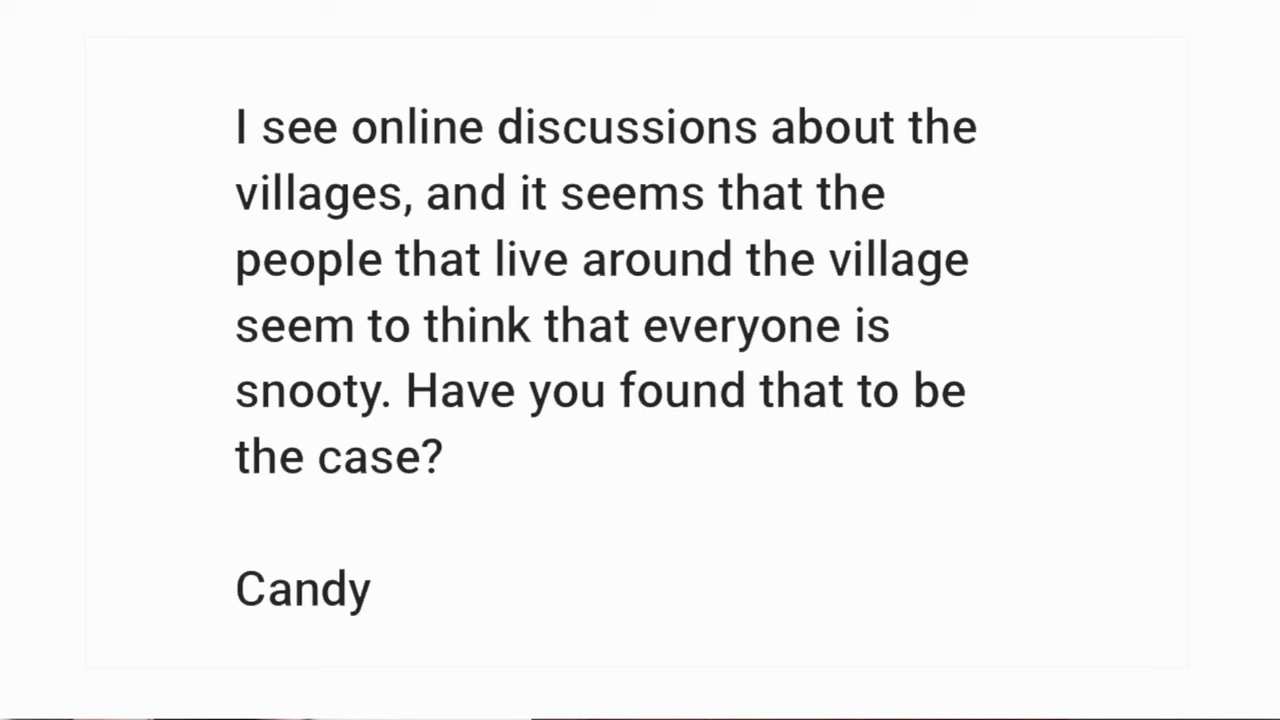 I see online discussions about the
villages, and it seems that the
people that live around the village
seem to think that everyone is
snooty. Have you found that to be
the case?
Candy